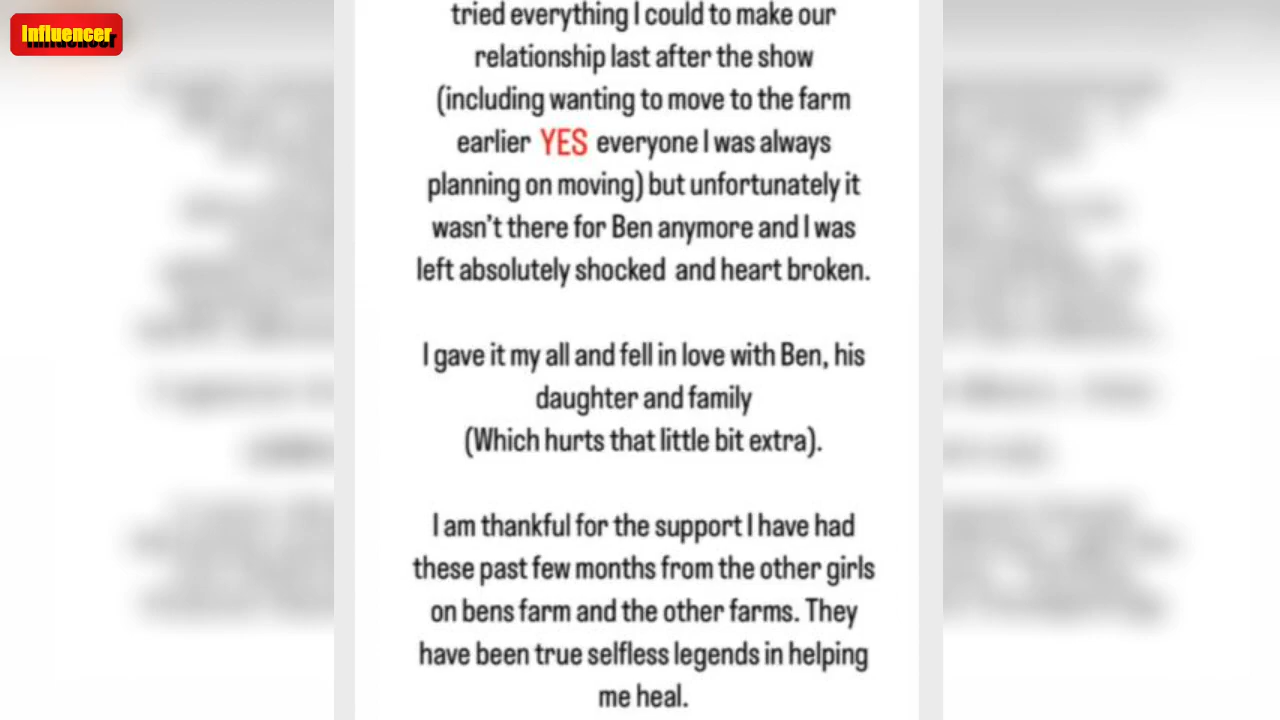 Influencer
tried everything I could to make our
relationship last after the show
(including wanting to move to the farm
earlier YES everyone I was always
planning on moving) but unfortunately it
wasn't there for Ben anymore and I was
left absolutely shocked and heart broken.
I gave it my all and fell in love with Ben, his
daughter and family
(Which hurts that little bit extra).
I am thankful for the support I have had
these past few months from the other girls
on bens farm and the other farms. They
have been true selfless legends in helping
me heal.